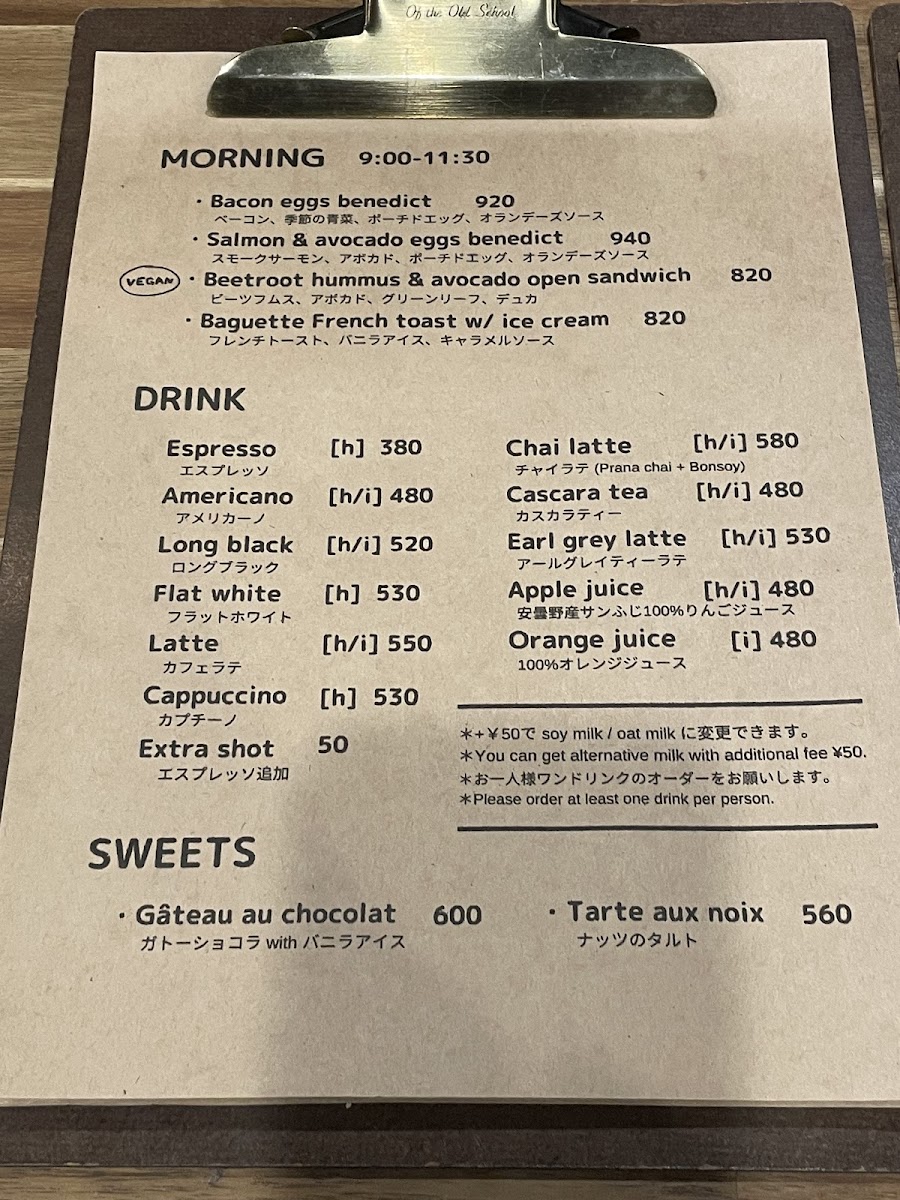 Of the Old School
MORNING 9:00-11:30
・Bacon eggs benedict 920
ベーコン、季節の青菜、ポーチドエッグ、オランデーズソース
・Salmon & avocado eggs benedict 940
スモークサーモン、アボカド、ポーチドエッグ、オランデーズソース
VEGAN ・Beetroot hummus & avocado open sandwich 820
ビーツフムス、アボカド、グリーンリーフ、デュカ
・Baguette French toast w/ ice cream 820
フレンチトースト、バニラアイス、キャラメルソース
DRINK
Espresso [h] 380
エスプレッソ
Americano [h/i] 480
アメリカーノ
Long black [h/i] 520
ロングブラック
Flat white [h] 530
フラットホワイト
Latte [h/i] 550
カフェラテ
Cappuccino [h] 530
カプチーノ
Extra shot 50
エスプレッソ追加
Chai latte [h/i] 580
チャイラテ (Prana chai + Bonsoy)
Cascara tea [h/i] 480
カスカラティー
Earl grey latte [h/i] 530
アールグレイティーラテ
Apple juice [h/i] 480
安曇野産サンふじ100%りんごジュース
Orange juice [i] 480
100%オレンジジュース
＊+￥50で soy milk / oat milk に変更できます。
＊You can get alternative milk with additional fee ¥50.
＊お一人様ワンドリンクのオーダーをお願いします。
＊Please order at least one drink per person.
SWEETS
・Gâteau au chocolat 600
ガトーショコラ with バニラアイス
・Tarte aux noix 560
ナッツのタルト